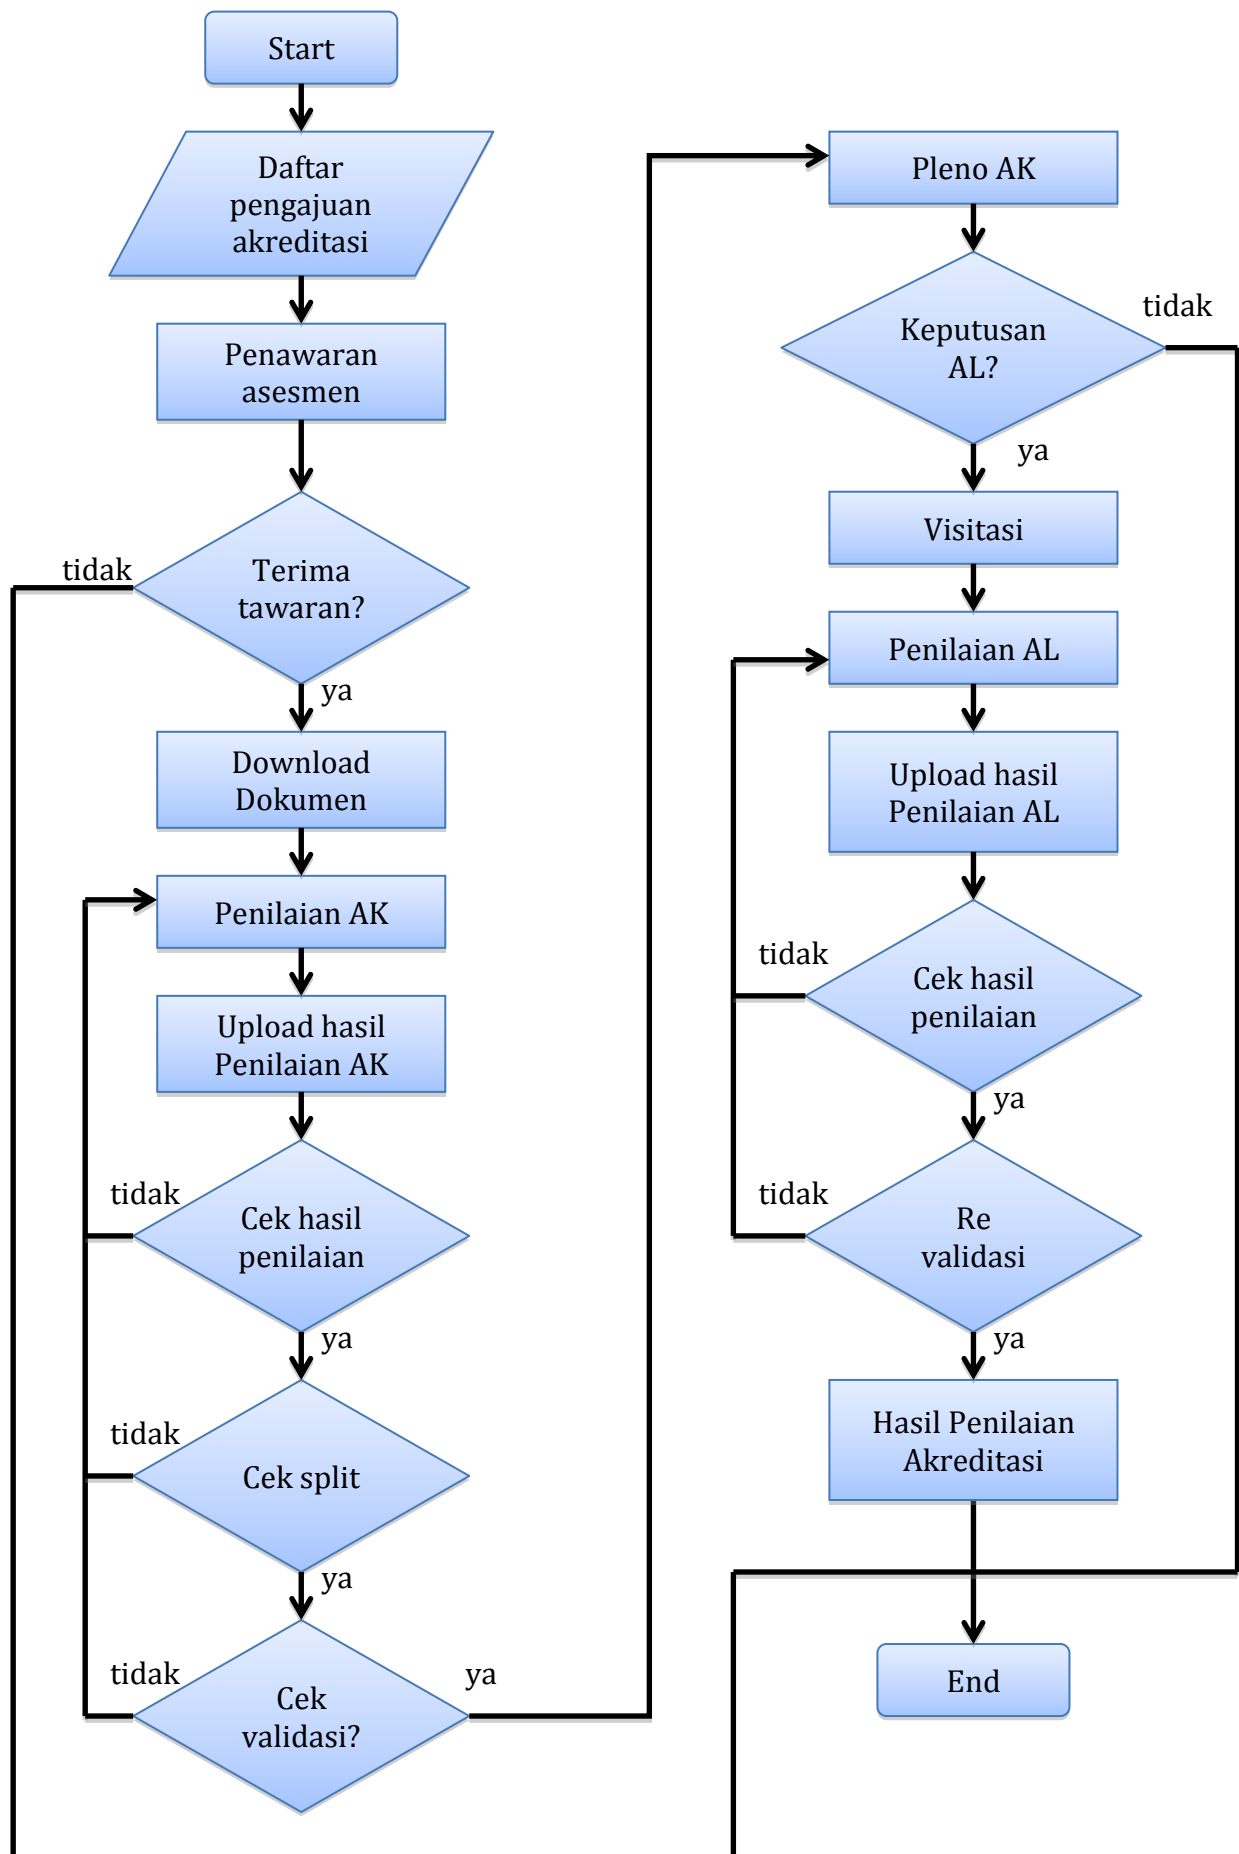 Start
Daftar
pengajuan
akreditasi
Penawaran
asesmen
tidak
Terima
tawaran?
ya
Download
Dokumen
Penilaian AK
Upload hasil
Penilaian AK
tidak
Cek hasil
penilaian
ya
tidak
Cek split
ya
tidak
Cek
validasi?
ya
Pleno AK
tidak
Keputusan
AL?
ya
Visitasi
Penilaian AL
Upload hasil
Penilaian AL
tidak
Cek hasil
penilaian
ya
tidak
Re
validasi
ya
Hasil Penilaian
Akreditasi
End